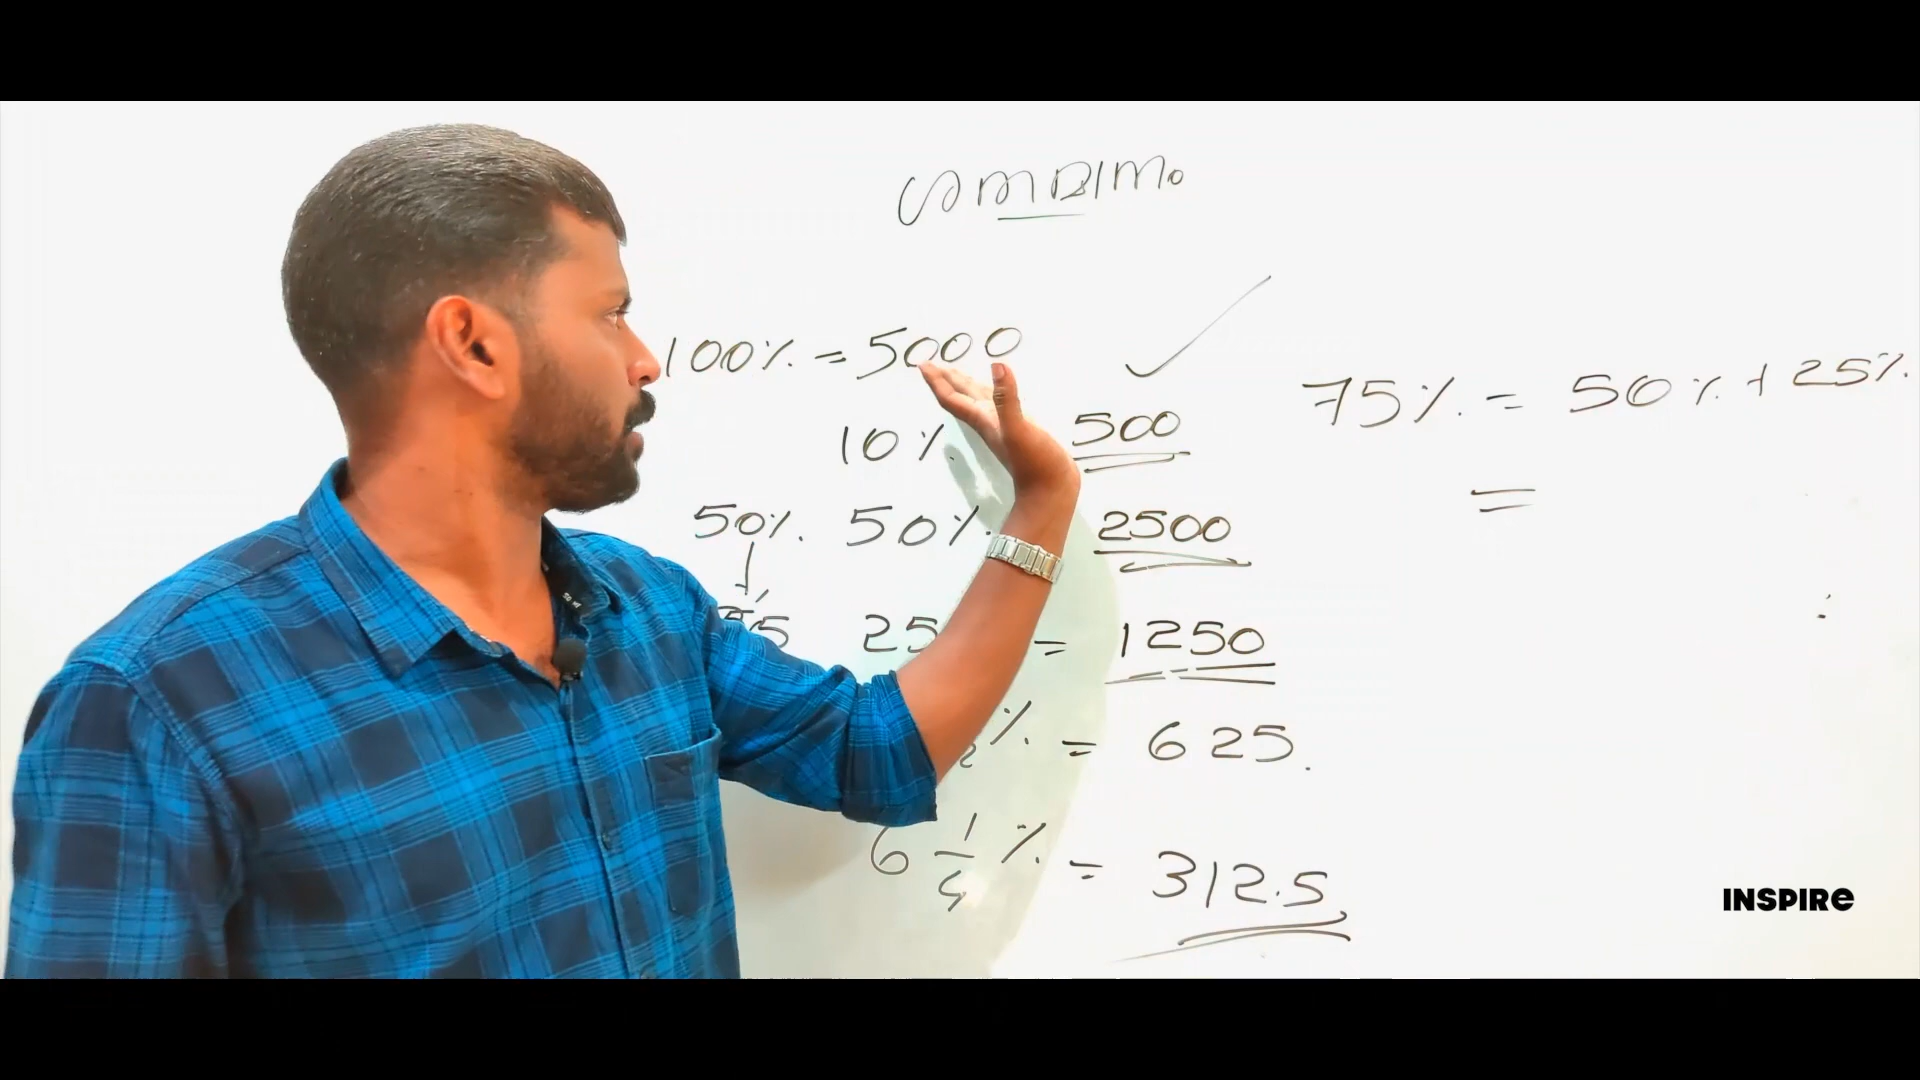 ശതമാനം
100% = 5000
10% 500
50% 50% 2500
25 25 = 1250
% = 625.
6 1/4 % = 312.5
75% = 50% + 25%
=
INSPIRe